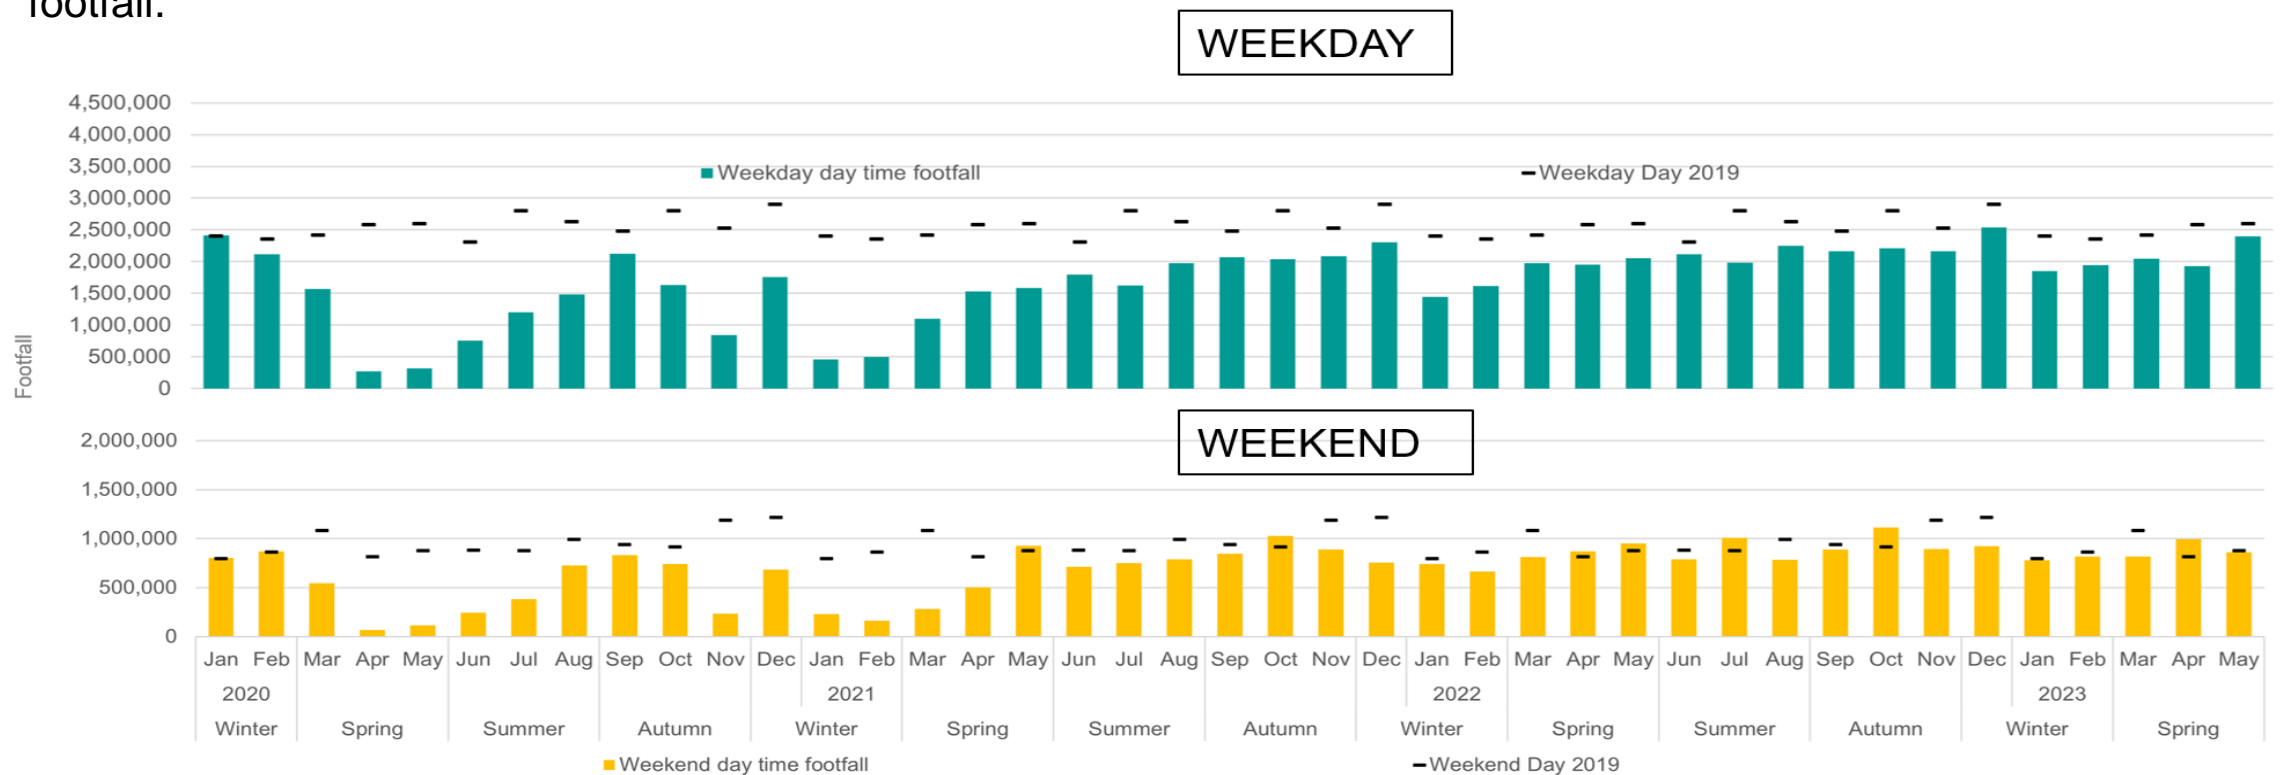 footfall.
WEEKDAY
4,500,000
4,000,000
3,500,000
Weekday day time footfall Weekday Day 2019
3,000,000
2,500,000
2,000,000
1,500,000
1,000,000
500,000
0
Footfall
WEEKEND
2,000,000
1,500,000
1,000,000
500,000
0
Jan Feb Mar Apr May Jun Jul Aug Sep Oct Nov Dec Jan Feb Mar Apr May Jun Jul Aug Sep Oct Nov Dec Jan Feb Mar Apr May Jun Jul Aug Sep Oct Nov Dec Jan Feb Mar Apr May
2020 2021 2022 2023
Winter Spring Summer Autumn Winter Spring Summer Autumn Winter Spring Summer Autumn Winter Spring
Weekend day time footfall Weekend Day 2019